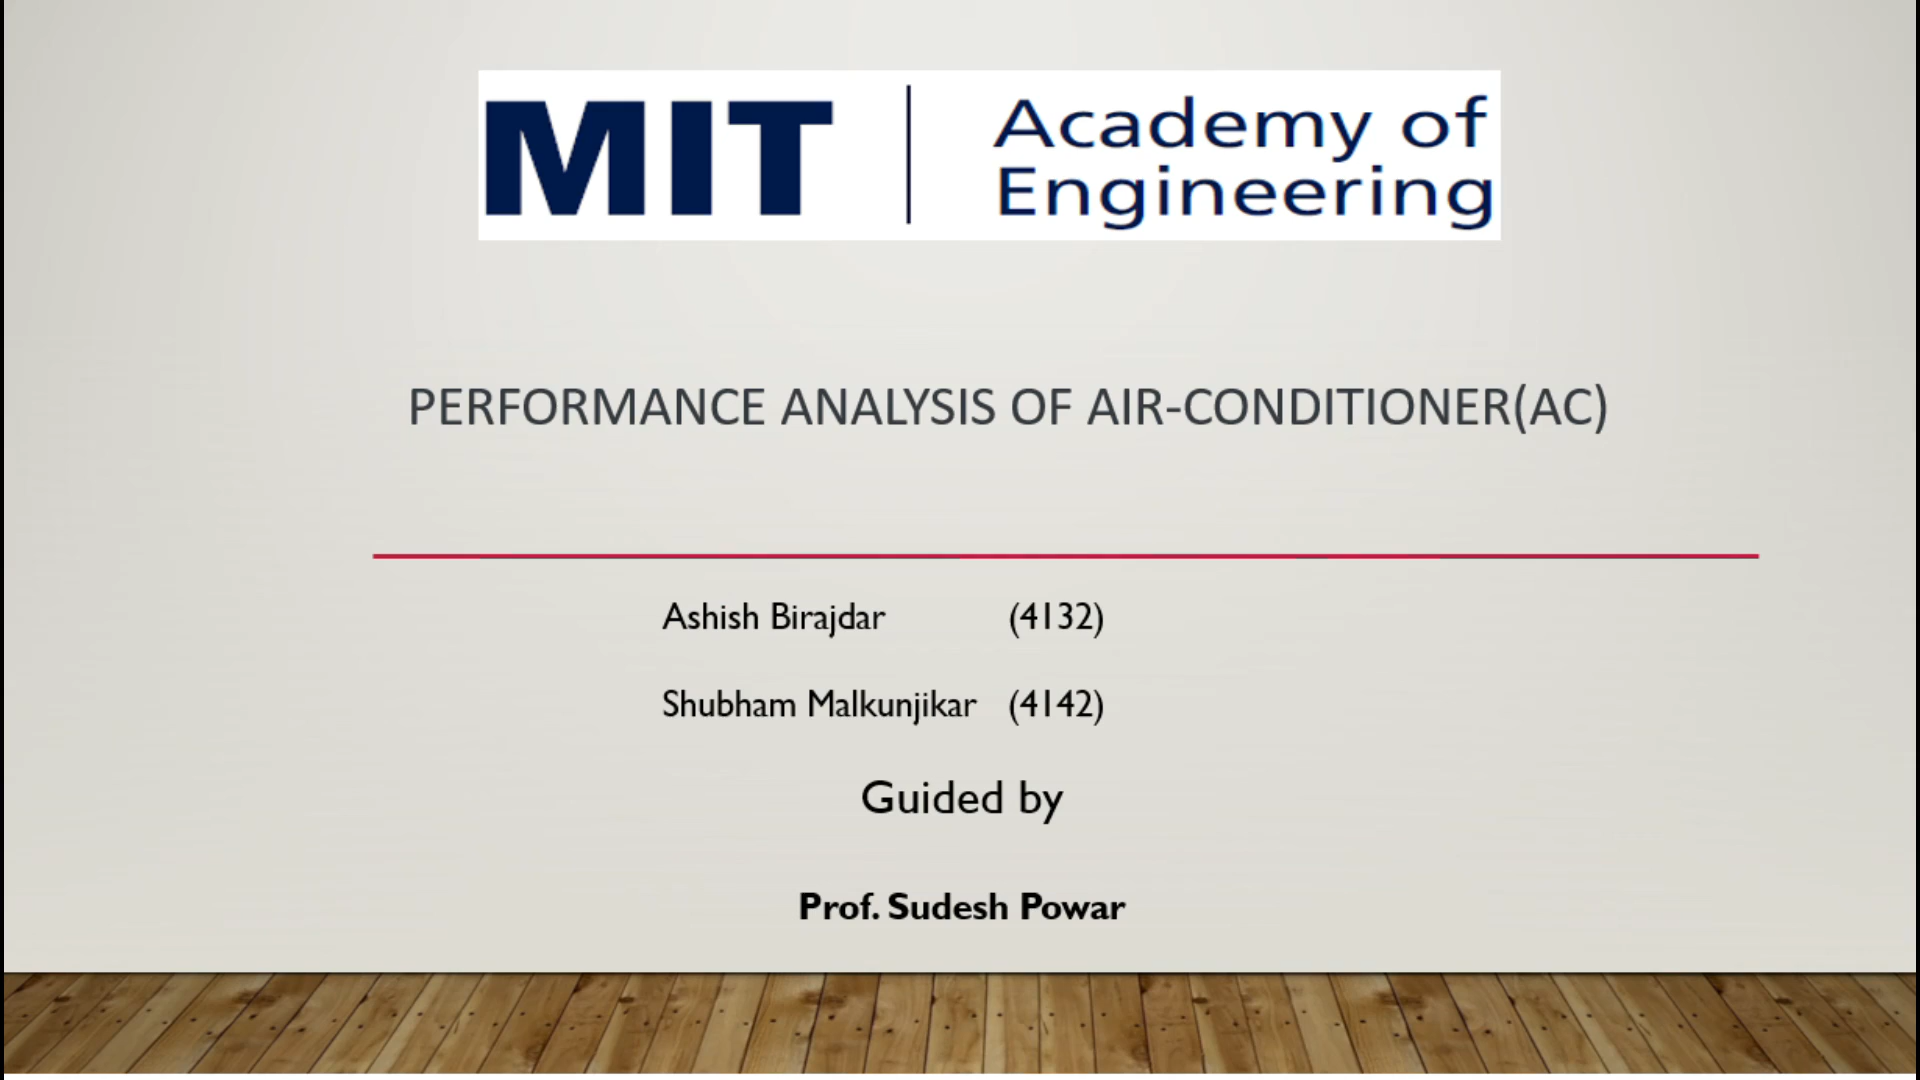 MIT
Academy of
Engineering
PERFORMANCE ANALYSIS OF AIR-CONDITIONER(AC)
Ashish Birajdar (4132)
Shubham Malkunjikar (4142)
Guided by
Prof. Sudesh Powar